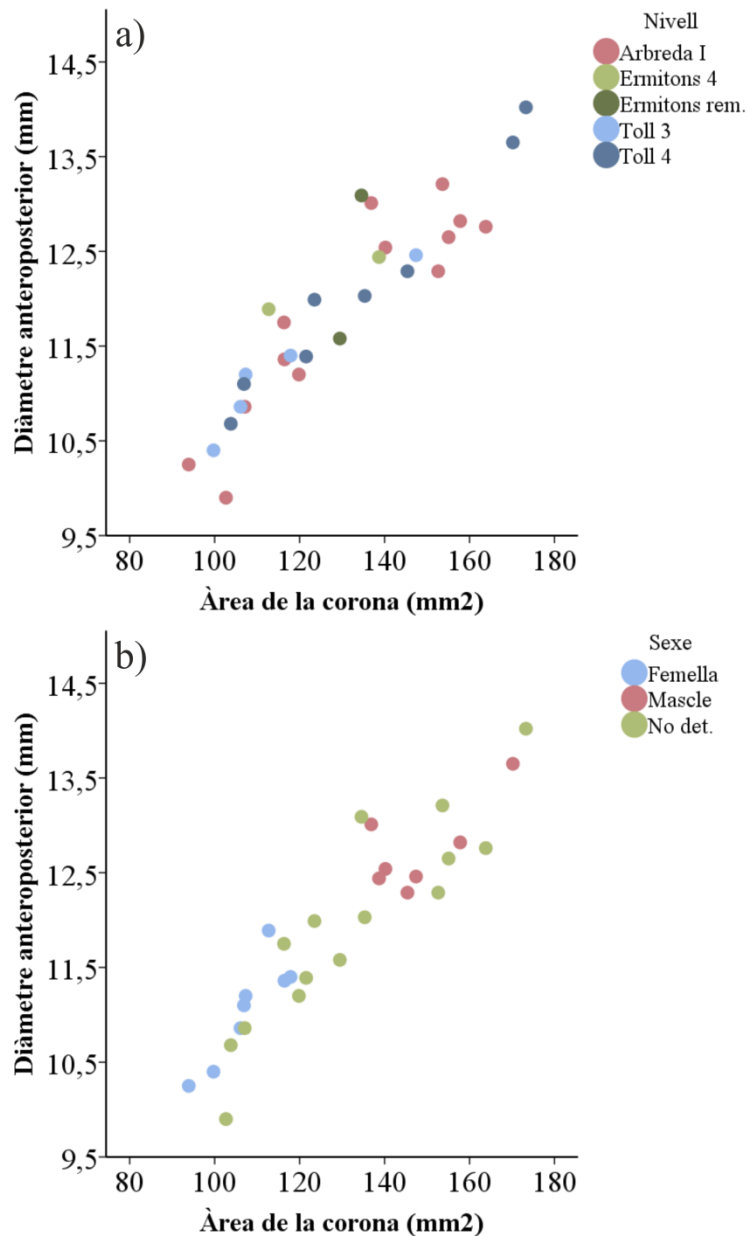 a)
Nivell
Arbreda I
Ermitons 4
Ermitons rem.
Toll 3
Toll 4
Diàmetre anteroposterior (mm)
14,5
13,5
12,5
11,5
10,5
9,5
80 100 120 140 160 180
Àrea de la corona (mm2)
b)
Sexe
Femella
Mascle
No det.
Diàmetre anteroposterior (mm)
14,5
13,5
12,5
11,5
10,5
9,5
80 100 120 140 160 180
Àrea de la corona (mm2)